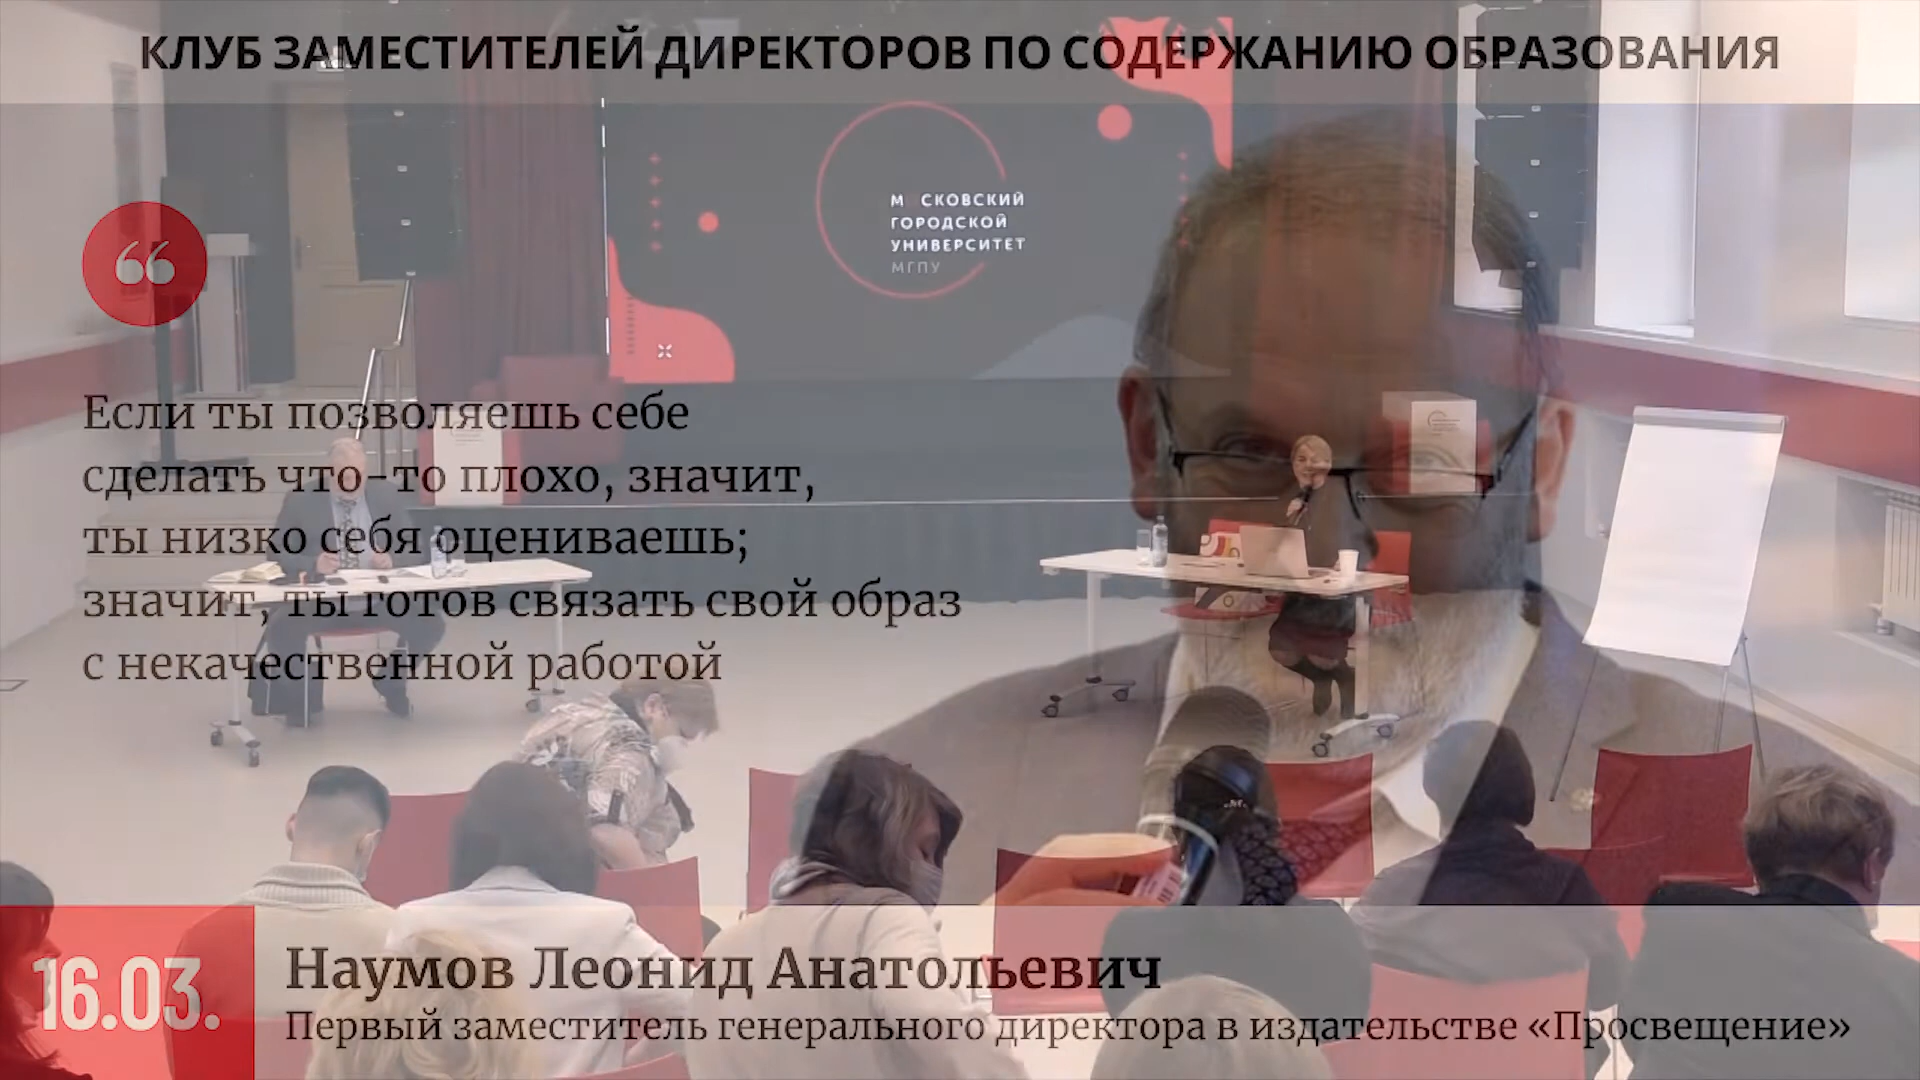 КЛУБ ЗАМЕСТИТЕЛЕЙ ДИРЕКТОРОВ ПО СОДЕРЖАНИЮ ОБРАЗОВАНИЯ
М СКОВСКИЙ
ГОРОДСКОЙ
УНИВЕРСИТЕТ
МГПУ
Если ты позволяешь себе
сделать что-то плохо, значит,
ты низко себя оцениваешь;
значит, ты готов связать свой образ
с некачественной работой
16.03.
Наумов Леонид Анатольевич
Первый заместитель генерального директора в издательстве «Просвещение»